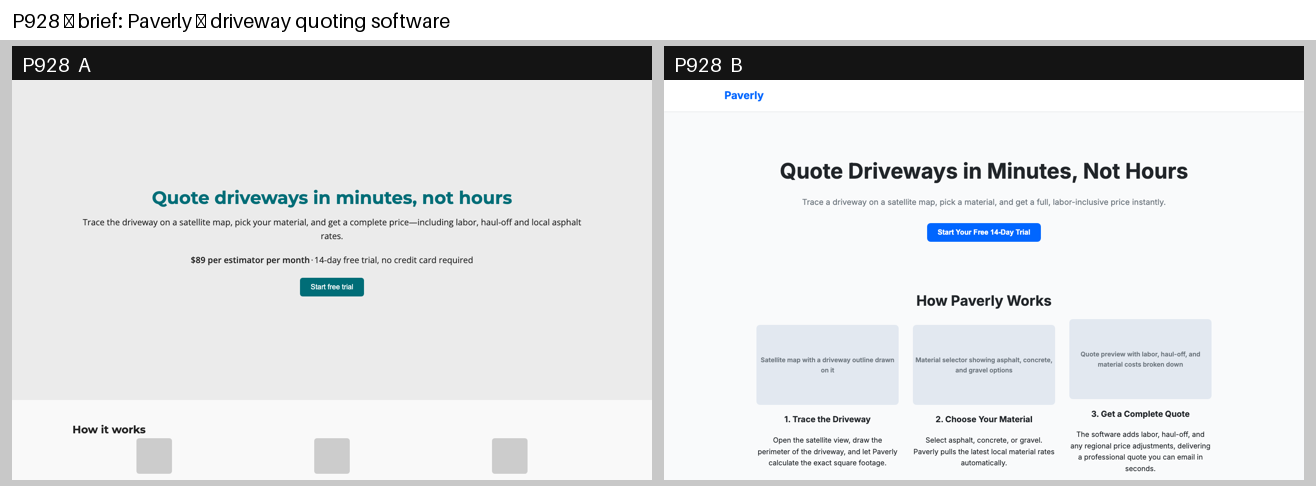 P928 brief: Paverly driveway quoting software
P928 A
Quote driveways in minutes, not hours
Trace the driveway on a satellite map, pick your material, and get a complete price—including labor, haul-off and local asphalt
rates.
$89 per estimator per month · 14-day free trial, no credit card required
Start free trial
How it works
P928 B
Paverly
Quote Driveways in Minutes, Not Hours
Trace a driveway on a satellite map, pick a material, and get a full, labor-inclusive price instantly.
Start Your Free 14-Day Trial
How Paverly Works
Satellite map with a driveway outline drawn
on it
1. Trace the Driveway
Open the satellite view, draw the
perimeter of the driveway, and let Paverly
calculate the exact square footage.
Material selector showing asphalt, concrete,
and gravel options
2. Choose Your Material
Select asphalt, concrete, or gravel.
Paverly pulls the latest local material rates
automatically.
Quote preview with labor, haul-off, and
material costs broken down
3. Get a Complete Quote
The software adds labor, haul-off, and
any regional price adjustments, delivering
a professional quote you can email in
seconds.